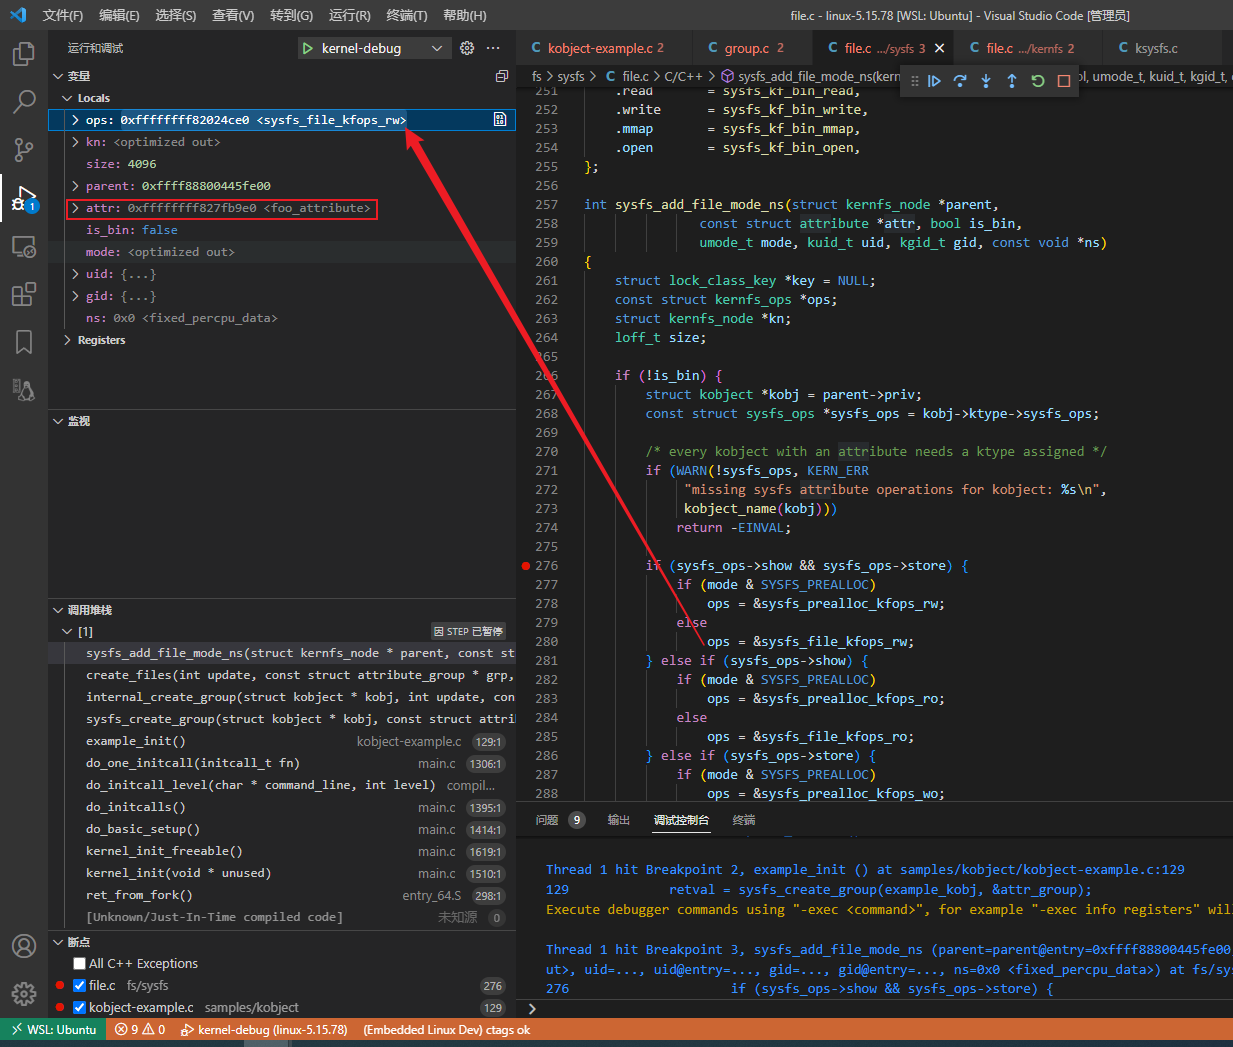 文件(F) 编辑(E) 选择(S) 查看(V) 转到(G) 运行(R) 终端(T) 帮助(H)
file.c - linux-5.15.78 [WSL: Ubuntu] - Visual Studio Code [管理员]
运行和调试 kernel-debug ···
变量
Locals
ops: 0xffffffff82024ce0 <sysfs_file_kfops_rw>
kn: <optimized out>
size: 4096
parent: 0xffff88800445fe00
attr: 0xffffffff827fb9e0 <foo_attribute>
is_bin: false
mode: <optimized out>
uid: {...}
gid: {...}
ns: 0x0 <fixed_percpu_data>
Registers
监视
调用堆栈
[1] 因 STEP 已暂停
sysfs_add_file_mode_ns(struct kernfs_node * parent, const st
create_files(int update, const struct attribute_group * grp,
internal_create_group(struct kobject * kobj, int update, con
sysfs_create_group(struct kobject * kobj, const struct attri
example_init() kobject-example.c 129:1
do_one_initcall(initcall_t fn) main.c 1306:1
do_initcall_level(char * command_line, int level) compil...
do_initcalls() main.c 1395:1
do_basic_setup() main.c 1414:1
kernel_init_freeable() main.c 1619:1
kernel_init(void * unused) main.c 1510:1
ret_from_fork() entry_64.S 298:1
[Unknown/Just-In-Time compiled code] 未知源 0
断点
All C++ Exceptions
file.c fs/sysfs 276
kobject-example.c samples/kobject 129
1
C kobject-example.c 2 C group.c 2 C file.c .../sysfs 3 C file.c .../kernfs 2 C ksysfs.c
fs > sysfs > C file.c > C/C++ > sysfs_add_file_mode_ns(kern ol, umode_t, kuid_t, kgid_t, c
251 .read = sysfs_kf_bin_read,
252 .write = sysfs_kf_bin_write,
253 .mmap = sysfs_kf_bin_mmap,
254 .open = sysfs_kf_bin_open,
255 };
256
257 int sysfs_add_file_mode_ns(struct kernfs_node *parent,
258 const struct attribute *attr, bool is_bin,
259 umode_t mode, kuid_t uid, kgid_t gid, const void *ns)
260 {
261 struct lock_class_key *key = NULL;
262 const struct kernfs_ops *ops;
263 struct kernfs_node *kn;
264 loff_t size;
265
266 if (!is_bin) {
267 struct kobject *kobj = parent->priv;
268 const struct sysfs_ops *sysfs_ops = kobj->ktype->sysfs_ops;
269
270 /* every kobject with an attribute needs a ktype assigned */
271 if (WARN(!sysfs_ops, KERN_ERR
272 "missing sysfs attribute operations for kobject: %s\n",
273 kobject_name(kobj)))
274 return -EINVAL;
275
276 if (sysfs_ops->show && sysfs_ops->store) {
277 if (mode & SYSFS_PREALLOC)
278 ops = &sysfs_prealloc_kfops_rw;
279 else
280 ops = &sysfs_file_kfops_rw;
281 } else if (sysfs_ops->show) {
282 if (mode & SYSFS_PREALLOC)
283 ops = &sysfs_prealloc_kfops_ro;
284 else
285 ops = &sysfs_file_kfops_ro;
286 } else if (sysfs_ops->store) {
287 if (mode & SYSFS_PREALLOC)
288 ops = &sysfs_prealloc_kfops_wo;
问题 9 输出 调试控制台 终端
Thread 1 hit Breakpoint 2, example_init () at samples/kobject/kobject-example.c:129
129 retval = sysfs_create_group(example_kobj, &attr_group);
Execute debugger commands using "-exec <command>", for example "-exec info registers" wil
Thread 1 hit Breakpoint 3, sysfs_add_file_mode_ns (parent=parent@entry=0xffff88800445fe00
ut>, uid=..., uid@entry=..., gid=..., gid@entry=..., ns=0x0 <fixed_percpu_data>) at fs/sy
276 if (sysfs_ops->show && sysfs_ops->store) {
WSL: Ubuntu 9 0 kernel-debug (linux-5.15.78) (Embedded Linux Dev) ctags ok